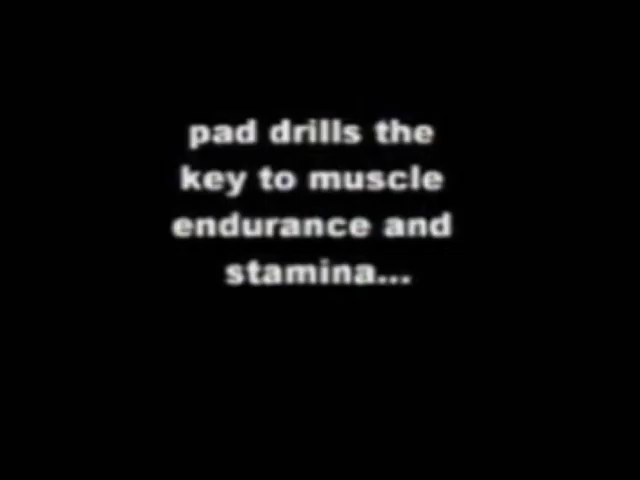 pad drills the
key to muscle
endurance and
stamina...